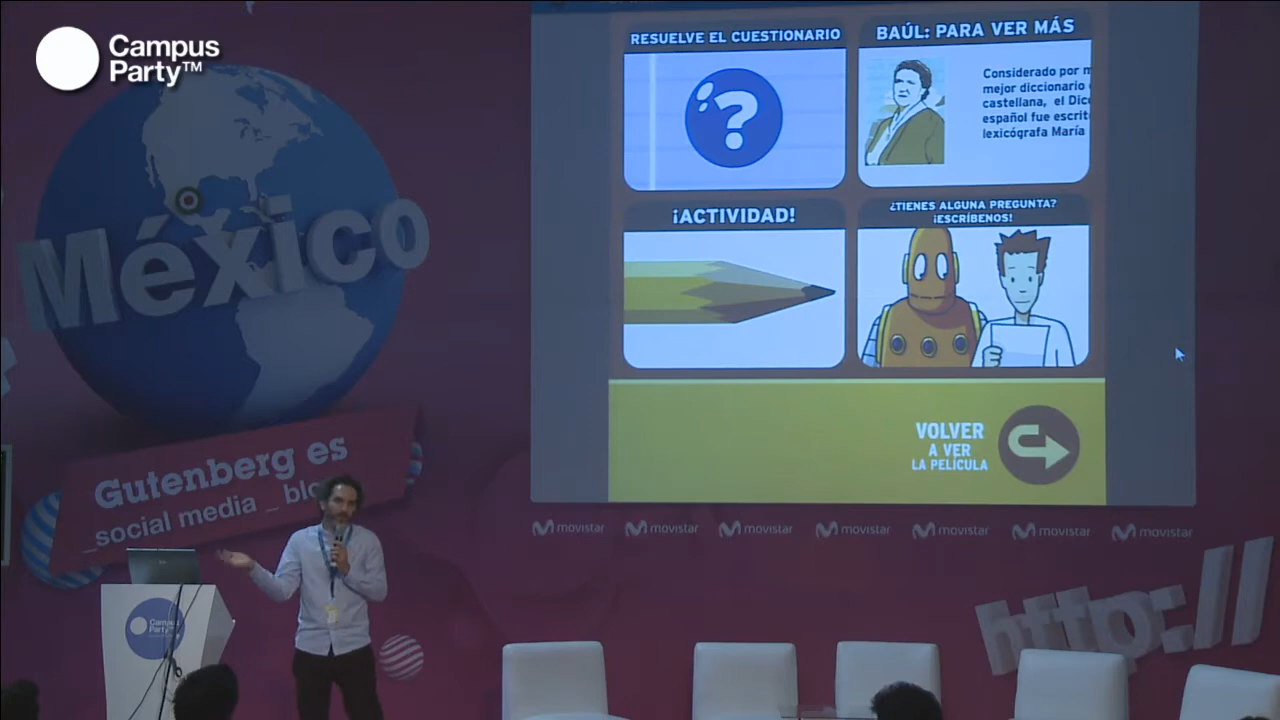 Campus
Party™
México
Gutenberg es
_social media _ blo
RESUELVE EL CUESTIONARIO
BAÚL: PARA VER MÁS
Considerado por m
mejor diccionario
castellana, el Dic
español fue escrit
lexicógrafa María
¡ACTIVIDAD!
¿TIENES ALGUNA PREGUNTA?
¡ESCRÍBENOS!
VOLVER
A VER
LA PELÍCULA
movistar movistar movistar movistar movistar movistar movistar
http://
Campus
Party™